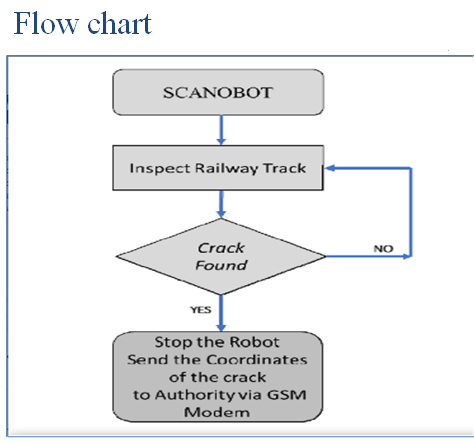 Flow chart
SCANOBOT
Inspect Railway Track
Crack
Found
NO
YES
Stop the Robot
Send the Coordinates
of the crack
to Authority via GSM
Modem